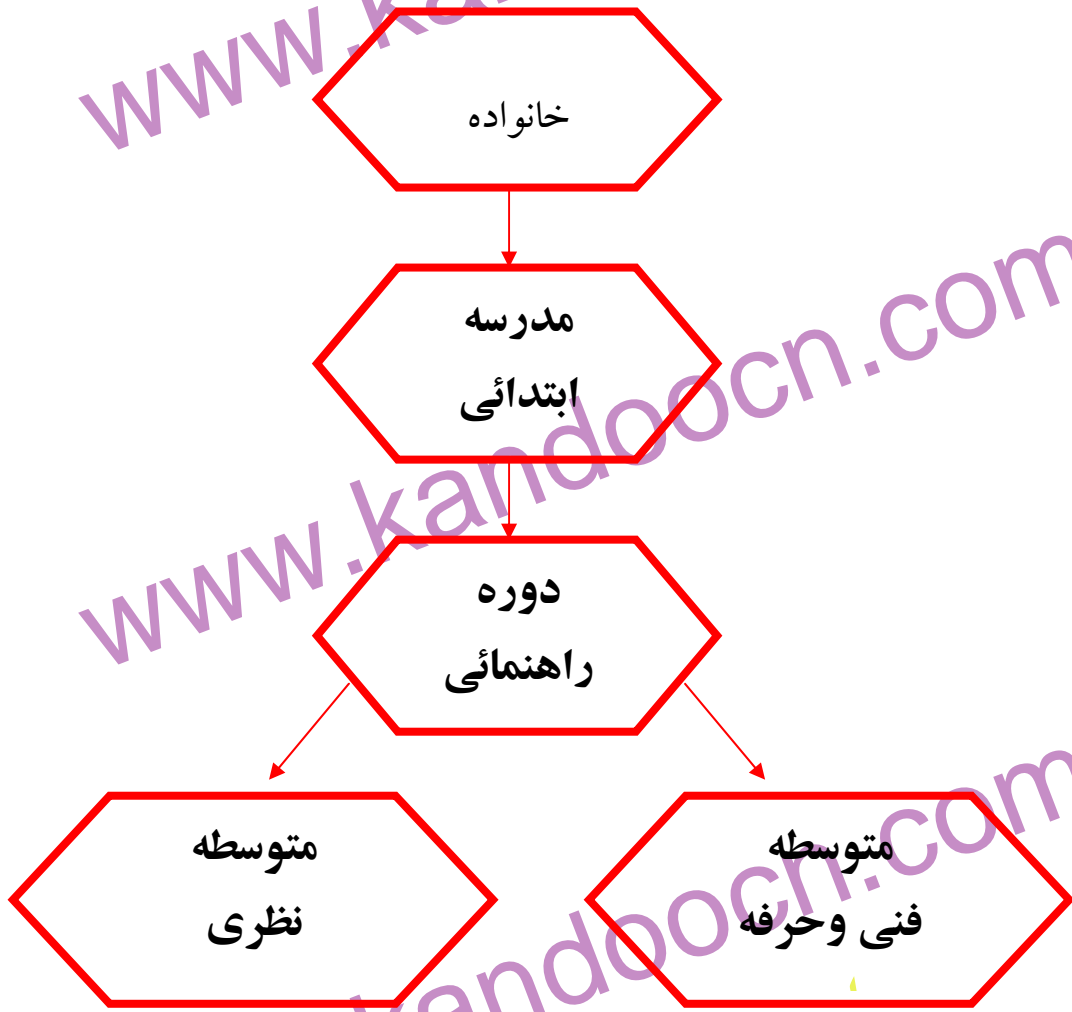 www.kandoocn.com
خانواده
مدرسه
ابتدائی
www.kandoocn.com
دوره
راهنمائی
متوسطه
نظری
متوسطه
فنی وحرفه